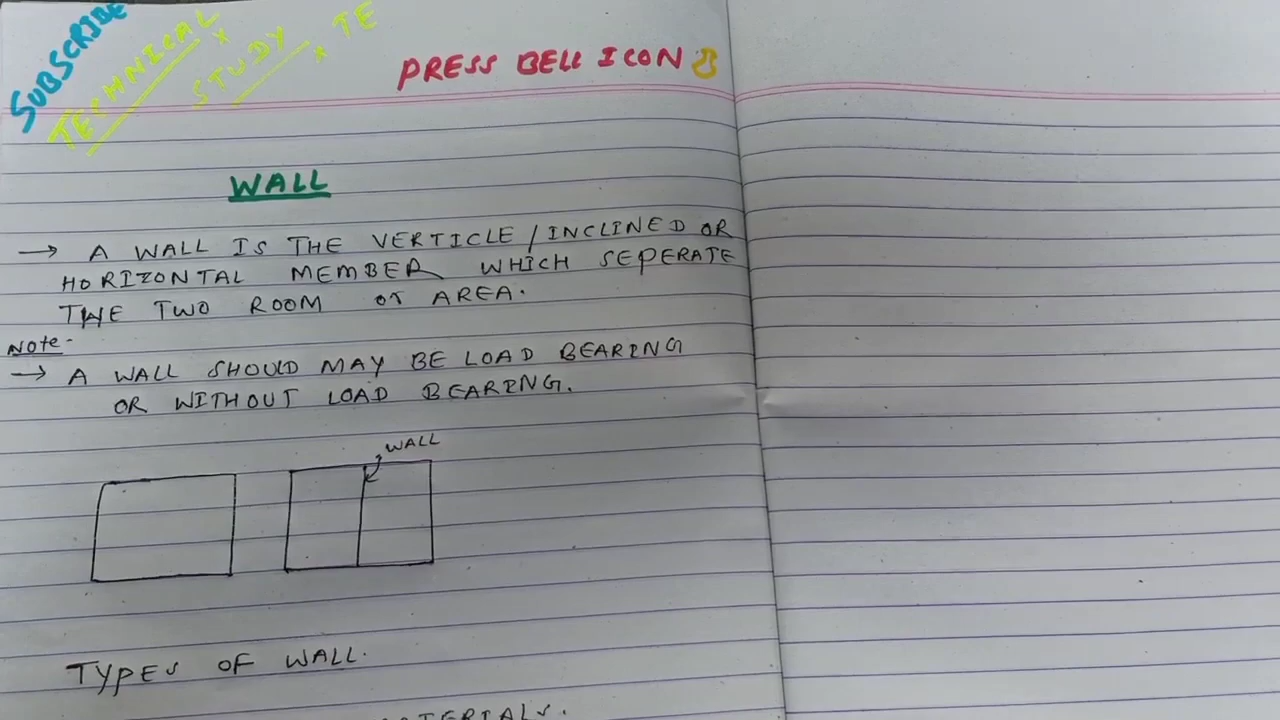 SUBSCRIBE
TECHNICAL
STUDY
TE
PRESS BELL ICON
WALL
→ A WALL IS THE VERTICLE / INCLINED OR
HORIZONTAL MEMBER WHICH SEPERATE
THE TWO ROOM or AREA.
Note-
→ A WALL SHOULD MAY BE LOAD BEARING
OR WITHOUT LOAD BEARING.
WALL
TYPES OF WALL.